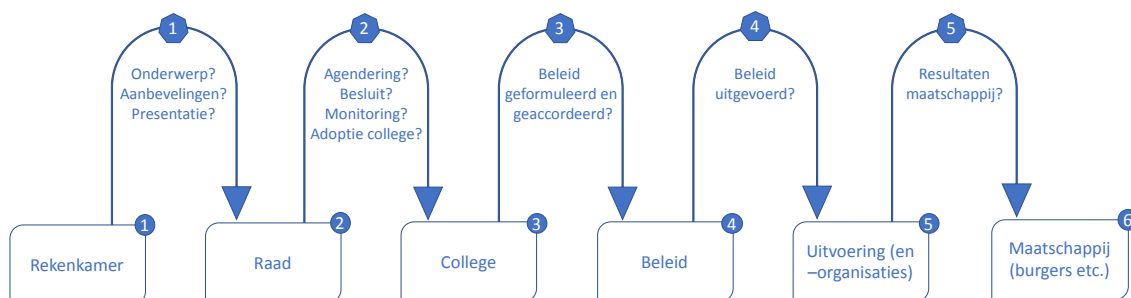 1
2
3
4
5
Onderwerp?
Aanbevelingen?
Presentatie?
Agendering?
Besluit?
Monitoring?
Adoptie college?
Beleid
geformuleerd en
geaccordeerd?
Beleid
uitgevoerd?
Resultaten
maatschappij?
1
Rekenkamer
2
Raad
3
College
4
Beleid
5
Uitvoering (en
–organisaties)
6
Maatschappij
(burgers etc.)